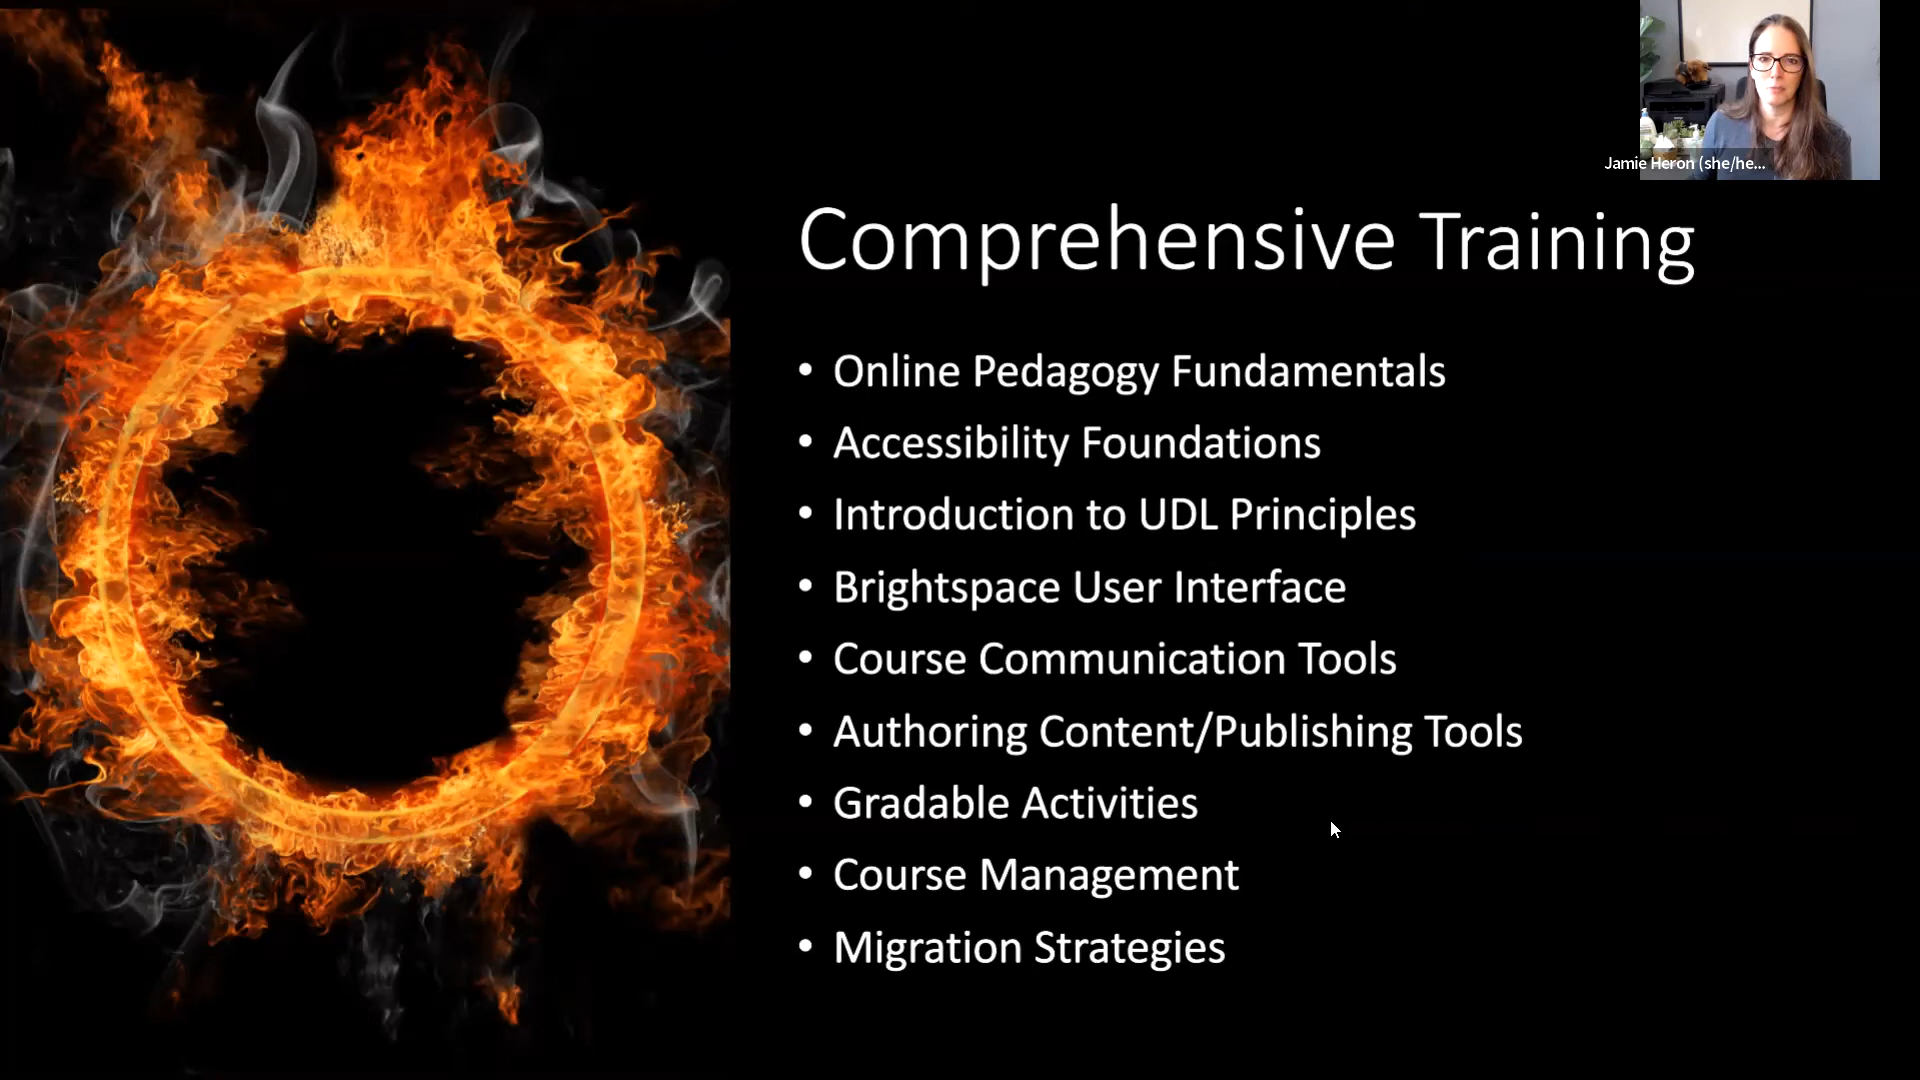 Jamie Heron (she/he...
Comprehensive Training
• Online Pedagogy Fundamentals
• Accessibility Foundations
• Introduction to UDL Principles
• Brightspace User Interface
• Course Communication Tools
• Authoring Content/Publishing Tools
• Gradable Activities
• Course Management
• Migration Strategies